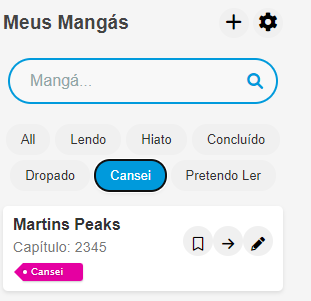 Meus Mangás
Mangá...
All Lendo Hiato Concluído
Dropado Cansei Pretendo Ler
Martins Peaks
Capítulo: 2345
Cansei